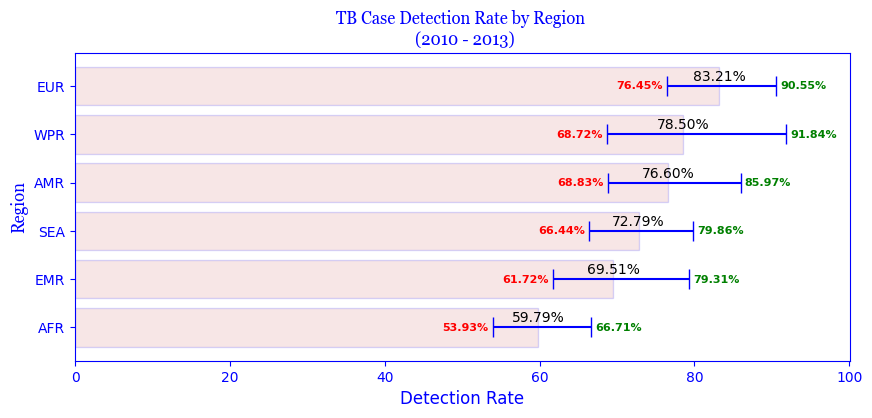 TB Case Detection Rate by Region
(2010 - 2013)
Region
EUR 76.45% 83.21% 90.55%
WPR 68.72% 78.50% 91.84%
AMR 68.83% 76.60% 85.97%
SEA 66.44% 72.79% 79.86%
EMR 61.72% 69.51% 79.31%
AFR 53.93% 59.79% 66.71%
0 20 40 60 80 100
Detection Rate